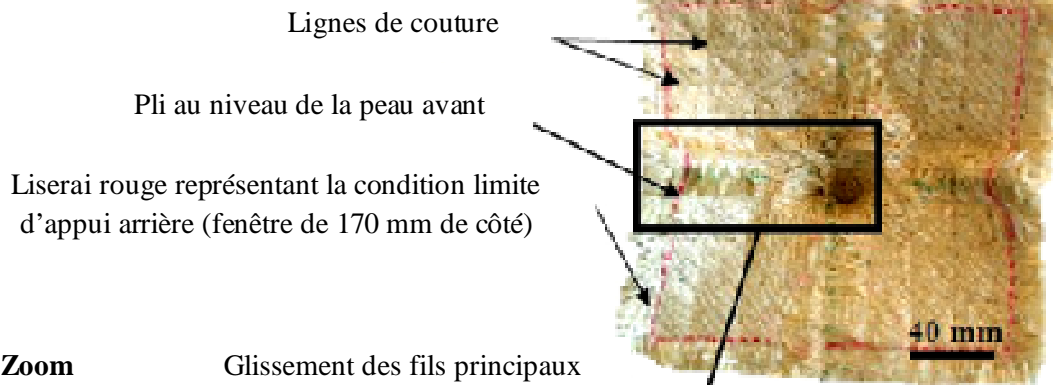 Lignes de couture
Pli au niveau de la peau avant
Liserai rouge représentant la condition limite
d'appui arrière (fenêtre de 170 mm de côté)
40 mm
Zoom
Glissement des fils principaux